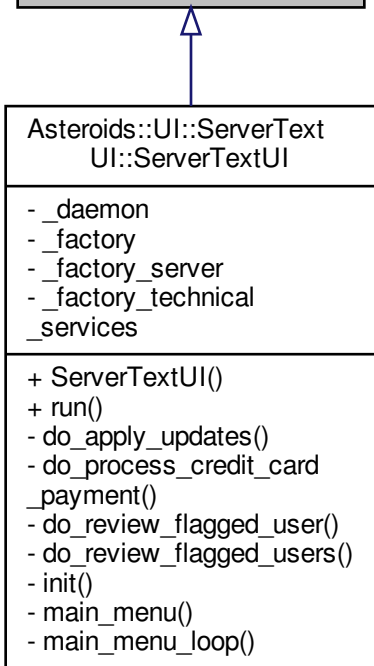 Asteroids::UI::ServerText
UI::ServerTextUI
- _daemon
- _factory
- _factory_server
- _factory_technical
_services
+ ServerTextUI()
+ run()
- do_apply_updates()
- do_process_credit_card
_payment()
- do_review_flagged_user()
- do_review_flagged_users()
- init()
- main_menu()
- main_menu_loop()